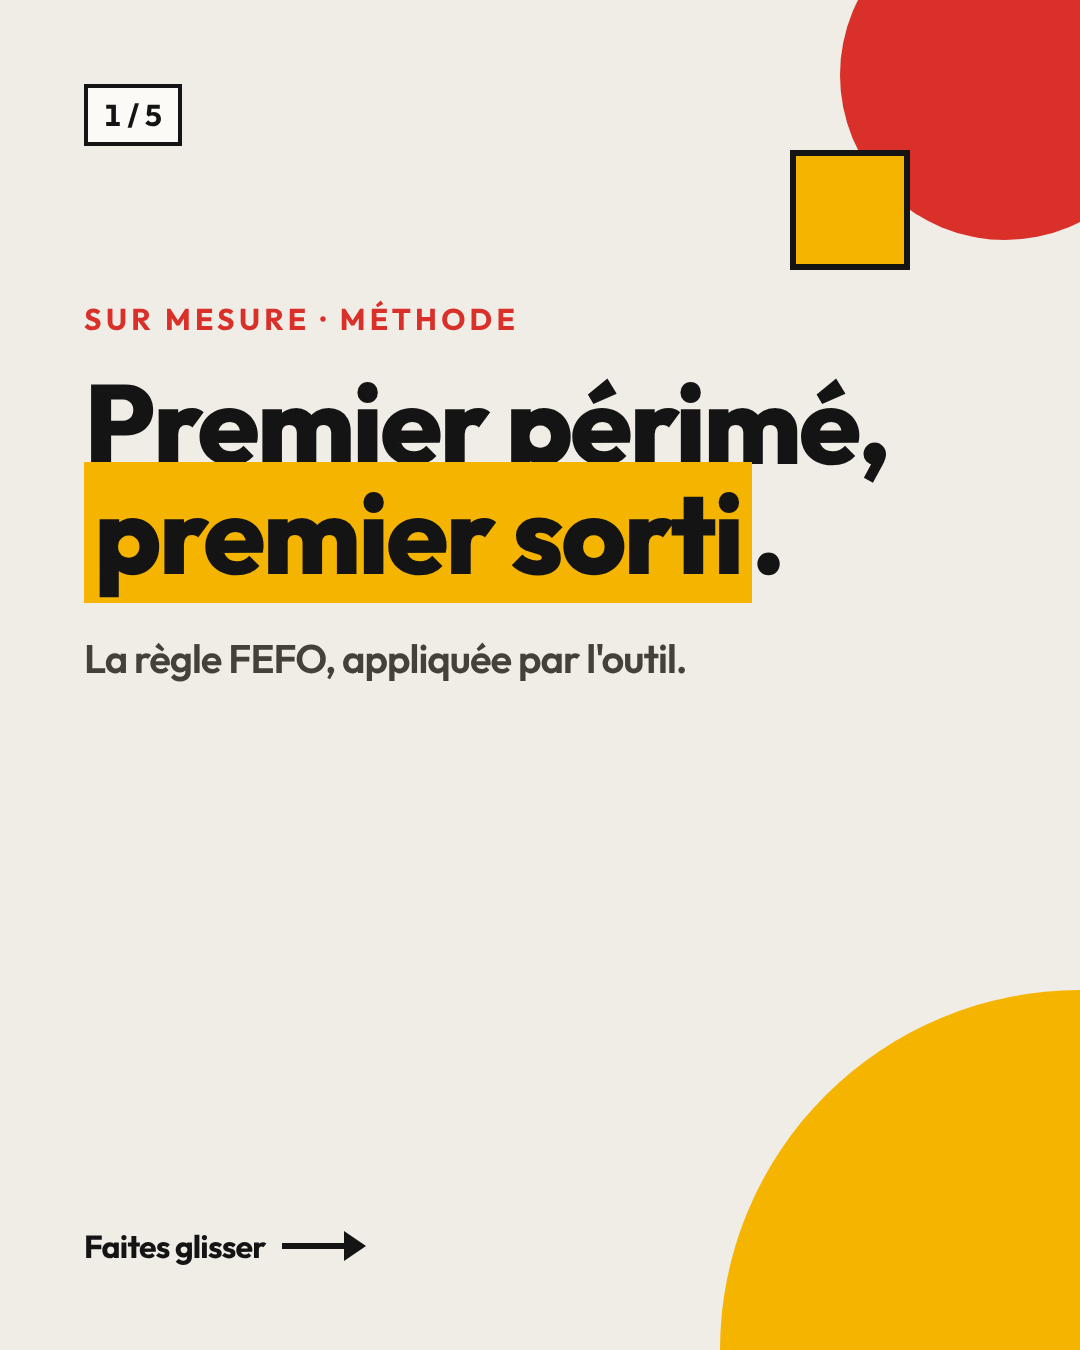 1/5
SUR MESURE · MÉTHODE
Premier périmé,
premier sorti.
La règle FEFO, appliquée par l'outil.
Faites glisser